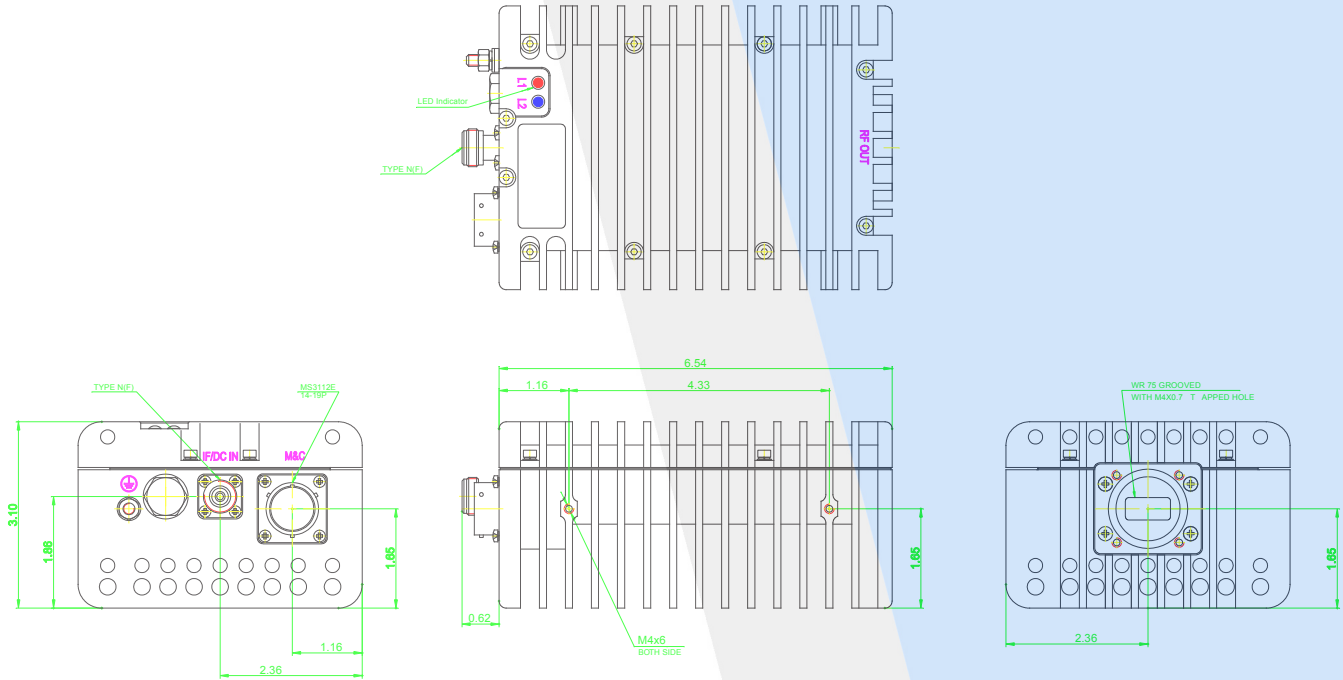 L1
L2
LED Indicator
TYPE N(F)
RF OUT
6.54
1.16
4.33
TYPE N(F)
MS3112E
14-19P
IF/DC IN
M&C
3.10
1.86
1.65
1.16
2.36
0.62
M4x6
BOTH SIDE
1.65
WR 75 GROOVED
WITH M4X0.7 T APPED HOLE
1.65
2.36